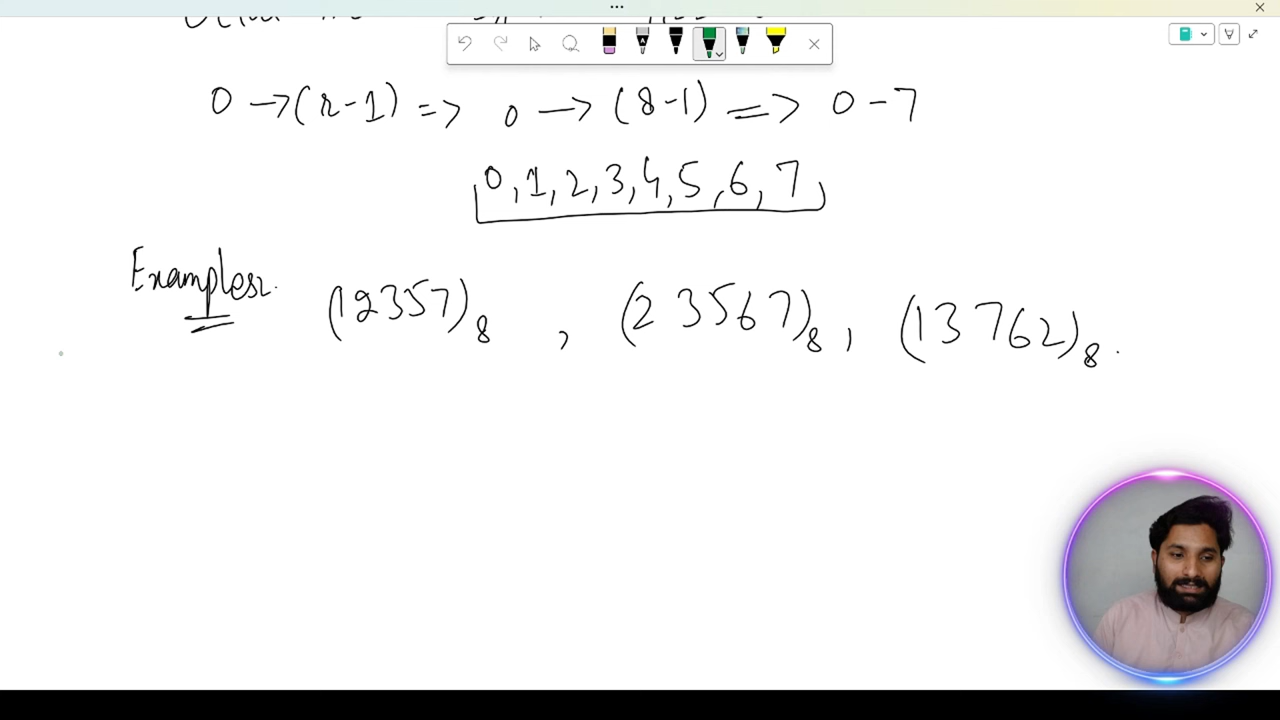 0 → (r-1) => 0 → (8-1) => 0-7
0, 1, 2, 3, 4, 5, 6, 7
Examples:
(12357)8 , (23567)8 , (13762)8 .